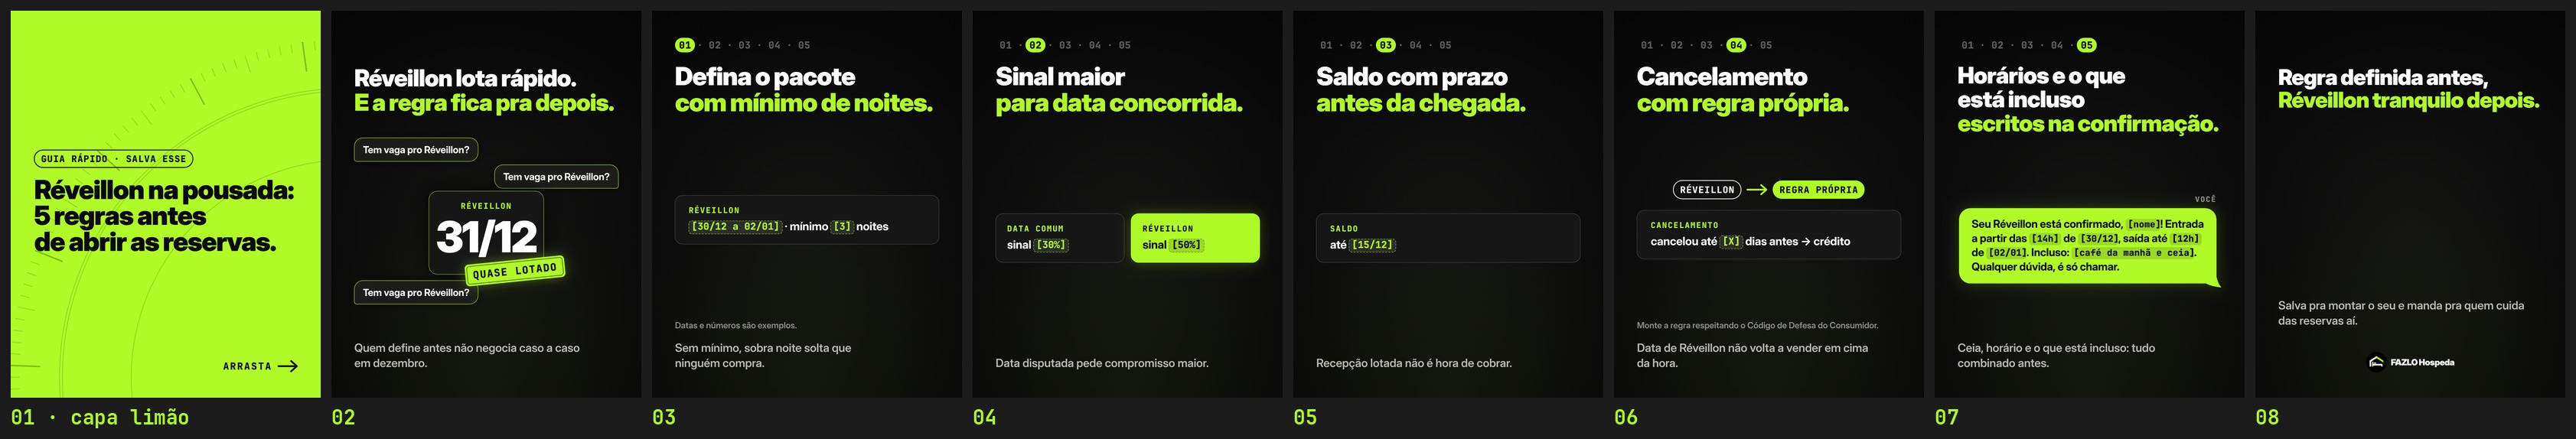 GUIA RÁPIDO · SALVA ESSE
Réveillon na pousada:
5 regras antes
de abrir as reservas.
ARRASTA
01 · capa limão
Réveillon lota rápido.
E a regra fica pra depois.
Tem vaga pro Réveillon?
Tem vaga pro Réveillon?
RÉVEILLON
31/12
QUASE LOTADO
Tem vaga pro Réveillon?
Quem define antes não negocia caso a caso
em dezembro.
02
01 · 02 · 03 · 04 · 05
Defina o pacote
com mínimo de noites.
RÉVEILLON
[30/12 a 02/01] · mínimo [3] noites
Datas e números são exemplos.
Sem mínimo, sobra noite solta que
ninguém compra.
03
01 · 02 · 03 · 04 · 05
Sinal maior
para data concorrida.
DATA COMUM
sinal [30%]
RÉVEILLON
sinal [50%]
Data disputada pede compromisso maior.
04
01 · 02 · 03 · 04 · 05
Saldo com prazo
antes da chegada.
SALDO
até [15/12]
Recepção lotada não é hora de cobrar.
05
01 · 02 · 03 · 04 · 05
Cancelamento
com regra própria.
RÉVEILLON → REGRA PRÓPRIA
CANCELAMENTO
cancelou até [X] dias antes → crédito
Monte a regra respeitando o Código de Defesa do Consumidor.
Data de Réveillon não volta a vender em cima
da hora.
06
01 · 02 · 03 · 04 · 05
Horários e o que
está incluso
escritos na confirmação.
VOCÊ
Seu Réveillon está confirmado, [nome]! Entrada
a partir das [14h] de [30/12], saída até [12h]
de [02/01]. Incluso: [café da manhã e ceia].
Qualquer dúvida, é só chamar.
Ceia, horário e o que está incluso: tudo
combinado antes.
07
Regra definida antes,
Réveillon tranquilo depois.
Salva pra montar o seu e manda pra quem cuida
das reservas aí.
FAZLO Hospeda
08